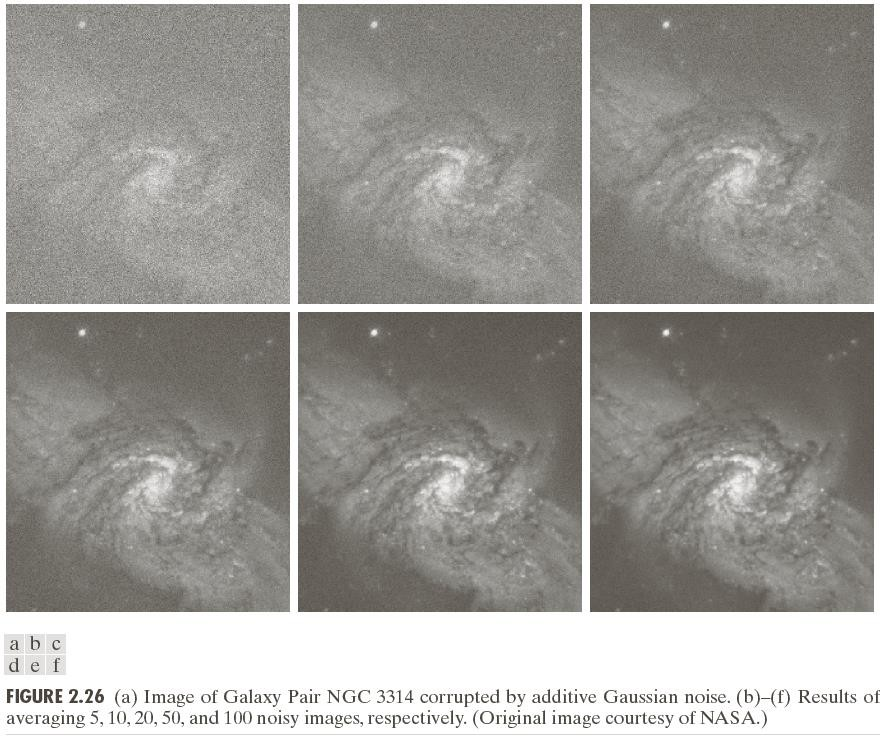 a b c
d e f
FIGURE 2.26 (a) Image of Galaxy Pair NGC 3314 corrupted by additive Gaussian noise. (b)–(f) Results of
averaging 5, 10, 20, 50, and 100 noisy images, respectively. (Original image courtesy of NASA.)